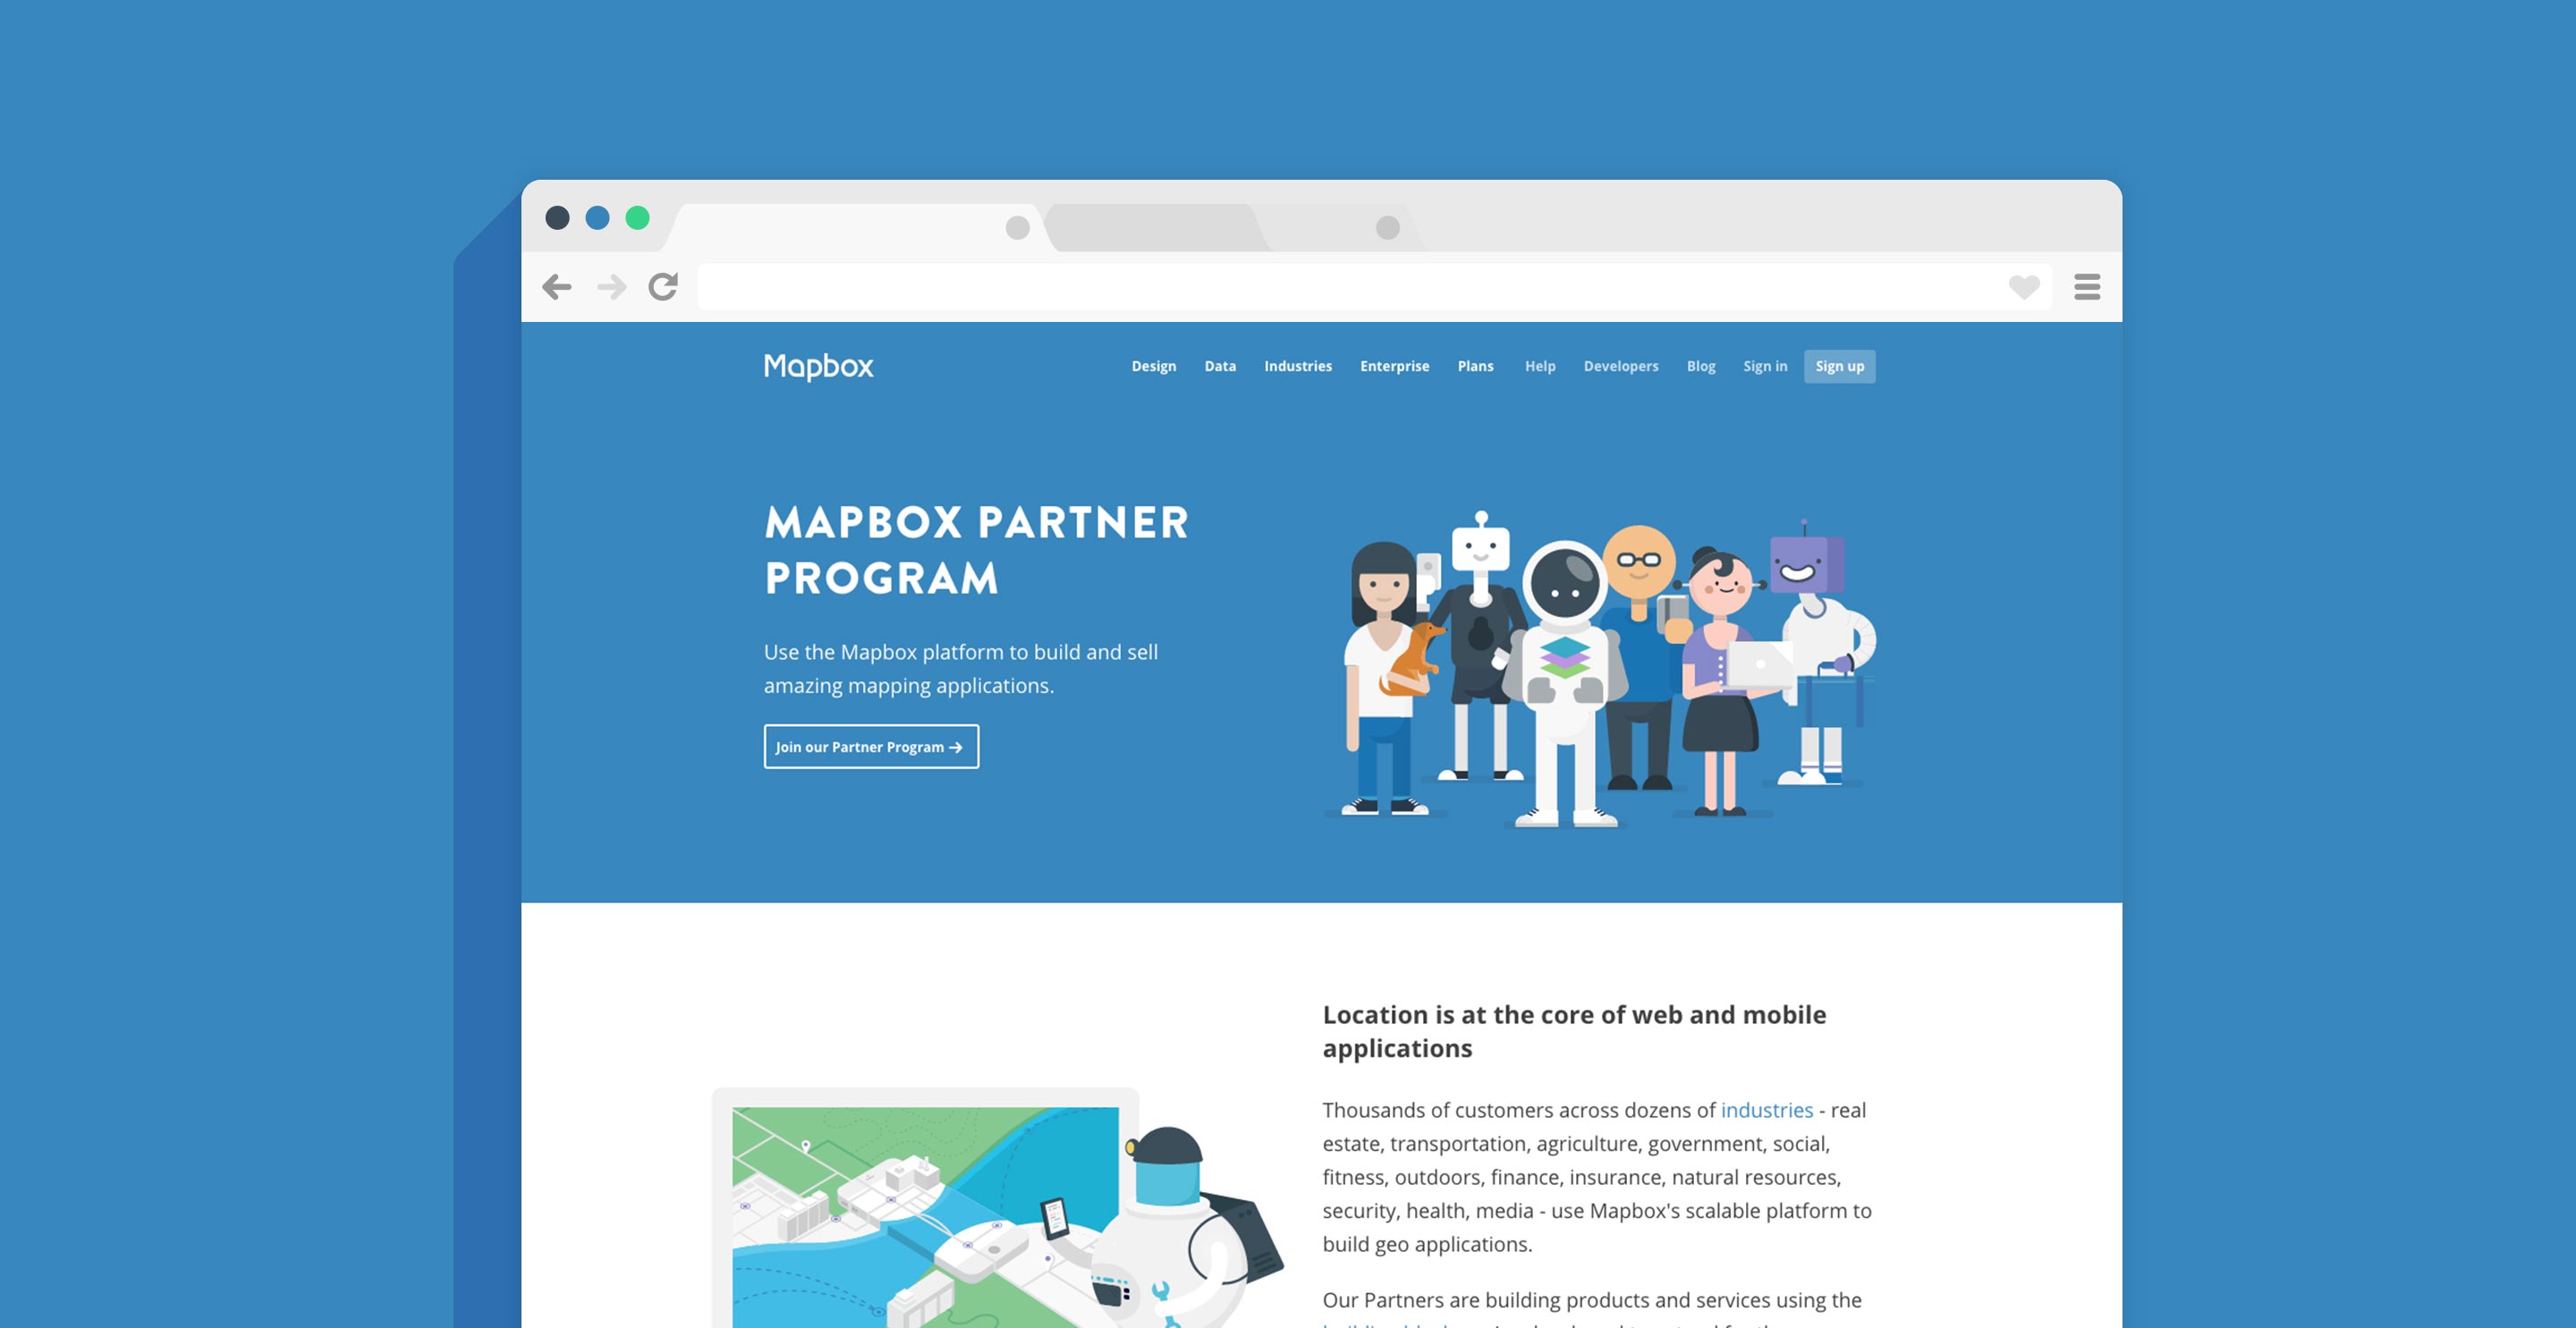 Mapbox
Design Data Industries Enterprise Plans Help Developers Blog Sign in Sign up
MAPBOX PARTNER
PROGRAM
Use the Mapbox platform to build and sell
amazing mapping applications.
Join our Partner Program →
Location is at the core of web and mobile
applications
Thousands of customers across dozens of industries - real
estate, transportation, agriculture, government, social,
fitness, outdoors, finance, insurance, natural resources,
security, health, media - use Mapbox's scalable platform to
build geo applications.
Our Partners are building products and services using the